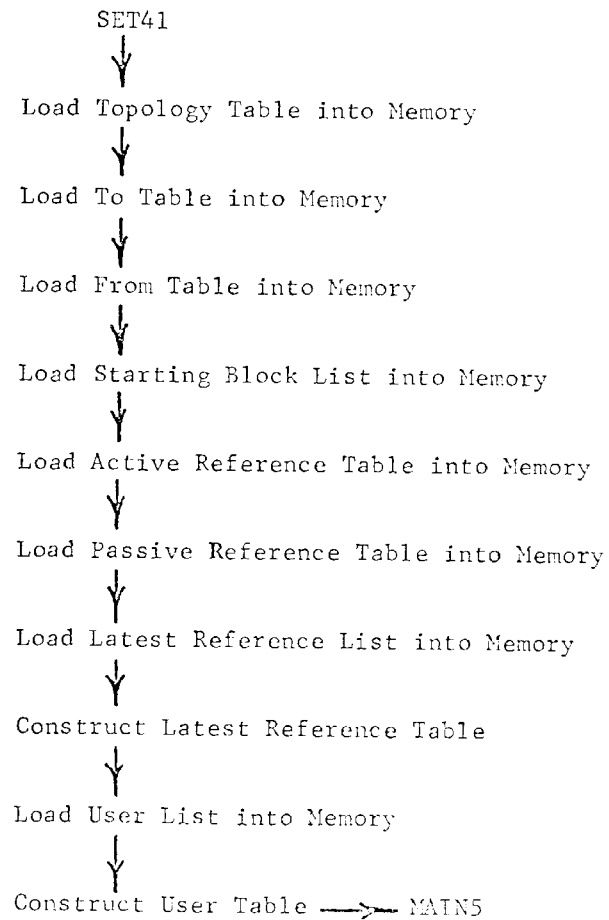 SET41
Load Topology Table into Memory
Load To Table into Memory
Load From Table into Memory
Load Starting Block List into Memory
Load Active Reference Table into Memory
Load Passive Reference Table into Memory
Load Latest Reference List into Memory
Construct Latest Reference Table
Load User List into Memory
Construct User Table MAIN5